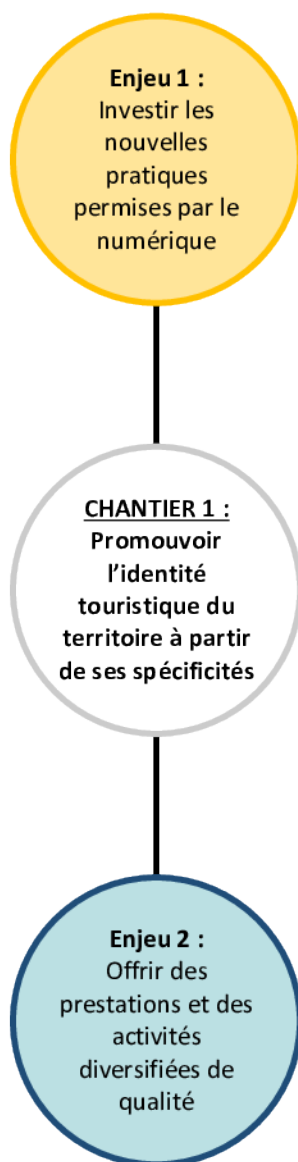 Enjeu 1 :
Investir les
nouvelles
pratiques
permises par le
numérique
CHANTIER 1 :
Promouvoir
l’identité
touristique du
territoire à partir
de ses spécificités
Enjeu 2 :
Offrir des
prestations et des
activités
diversifiées de
qualité